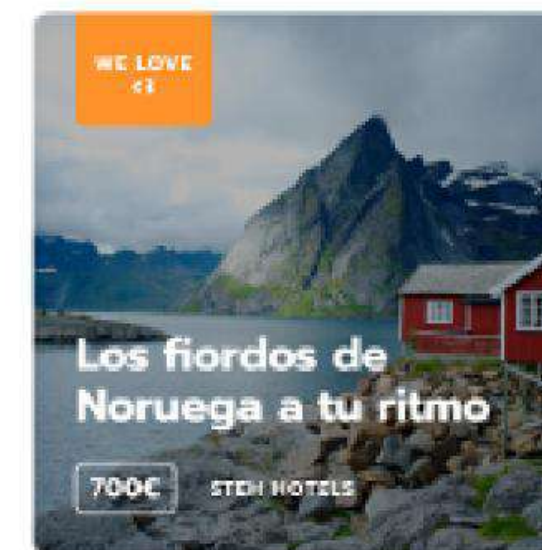 WE LOVE
<3
Los fiordos de
Noruega a tu ritmo
700€ HOTELS